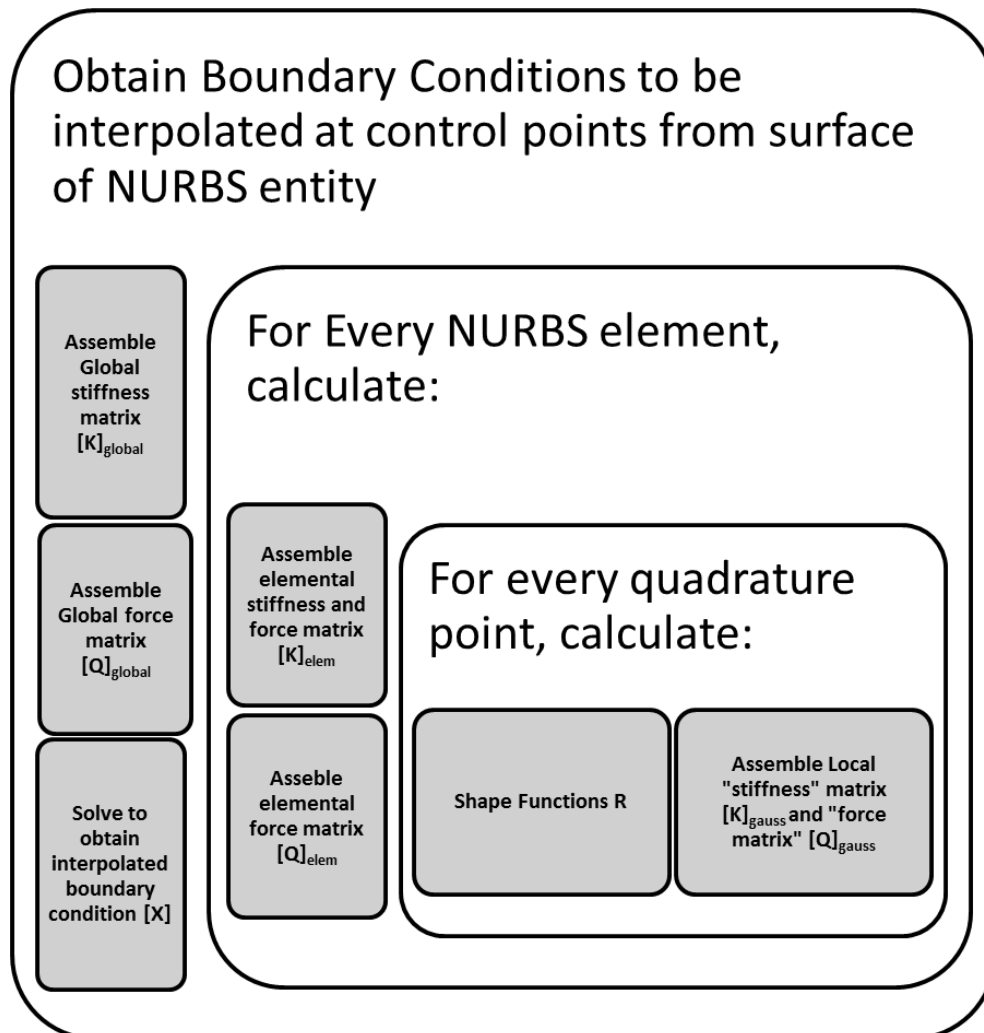 Obtain Boundary Conditions to be
interpolated at control points from surface
of NURBS entity
Assemble
Global
stiffness
matrix
[K]global
Assemble
Global force
matrix
[Q]global
Solve to
obtain
interpolated
boundary
condition [X]
For Every NURBS element,
calculate:
Assemble
elemental
stiffness and
force matrix
[K]elem
Asseble
elemental
force matrix
[Q]elem
For every quadrature
point, calculate:
Shape Functions R
Assemble Local
"stiffness" matrix
[K]gauss and "force
matrix" [Q]gauss